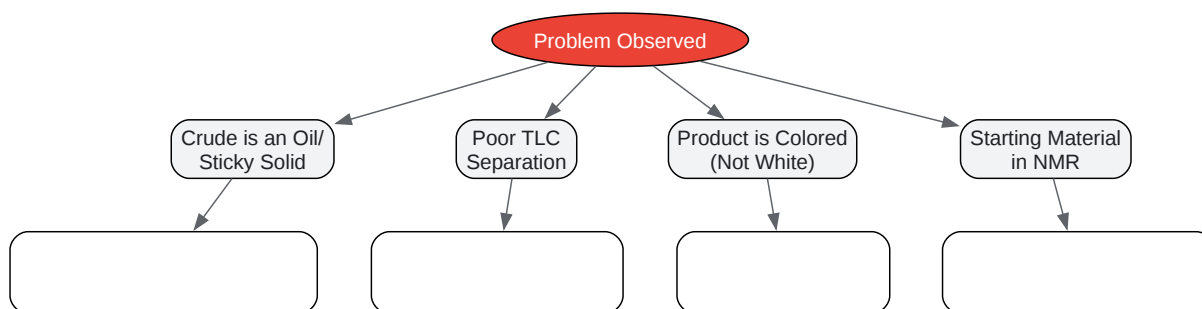 Problem Observed
Crude is an Oil/
Sticky Solid
Poor TLC
Separation
Product is Colored
(Not White)
Starting Material
in NMR